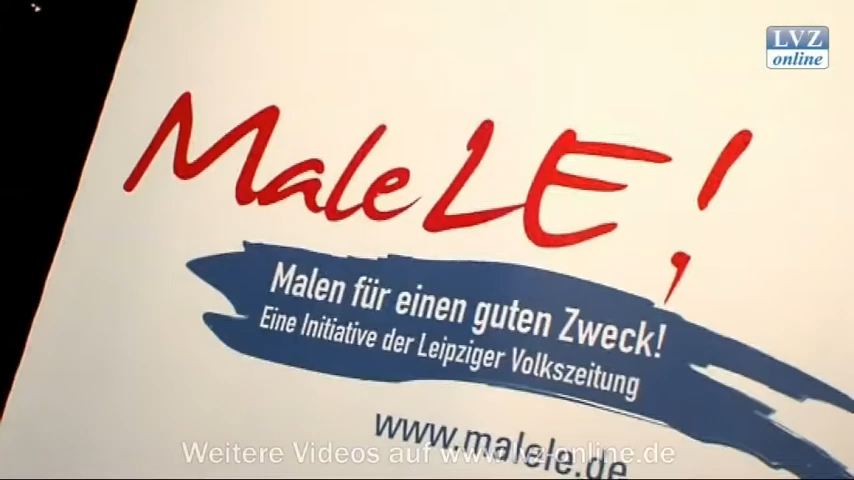 LVZ
online
MaleLE!
Malen für einen guten Zweck!
Eine Initiative der Leipziger Volkszeitung
www.malele.de
Weitere Videos auf www.lvz-online.de